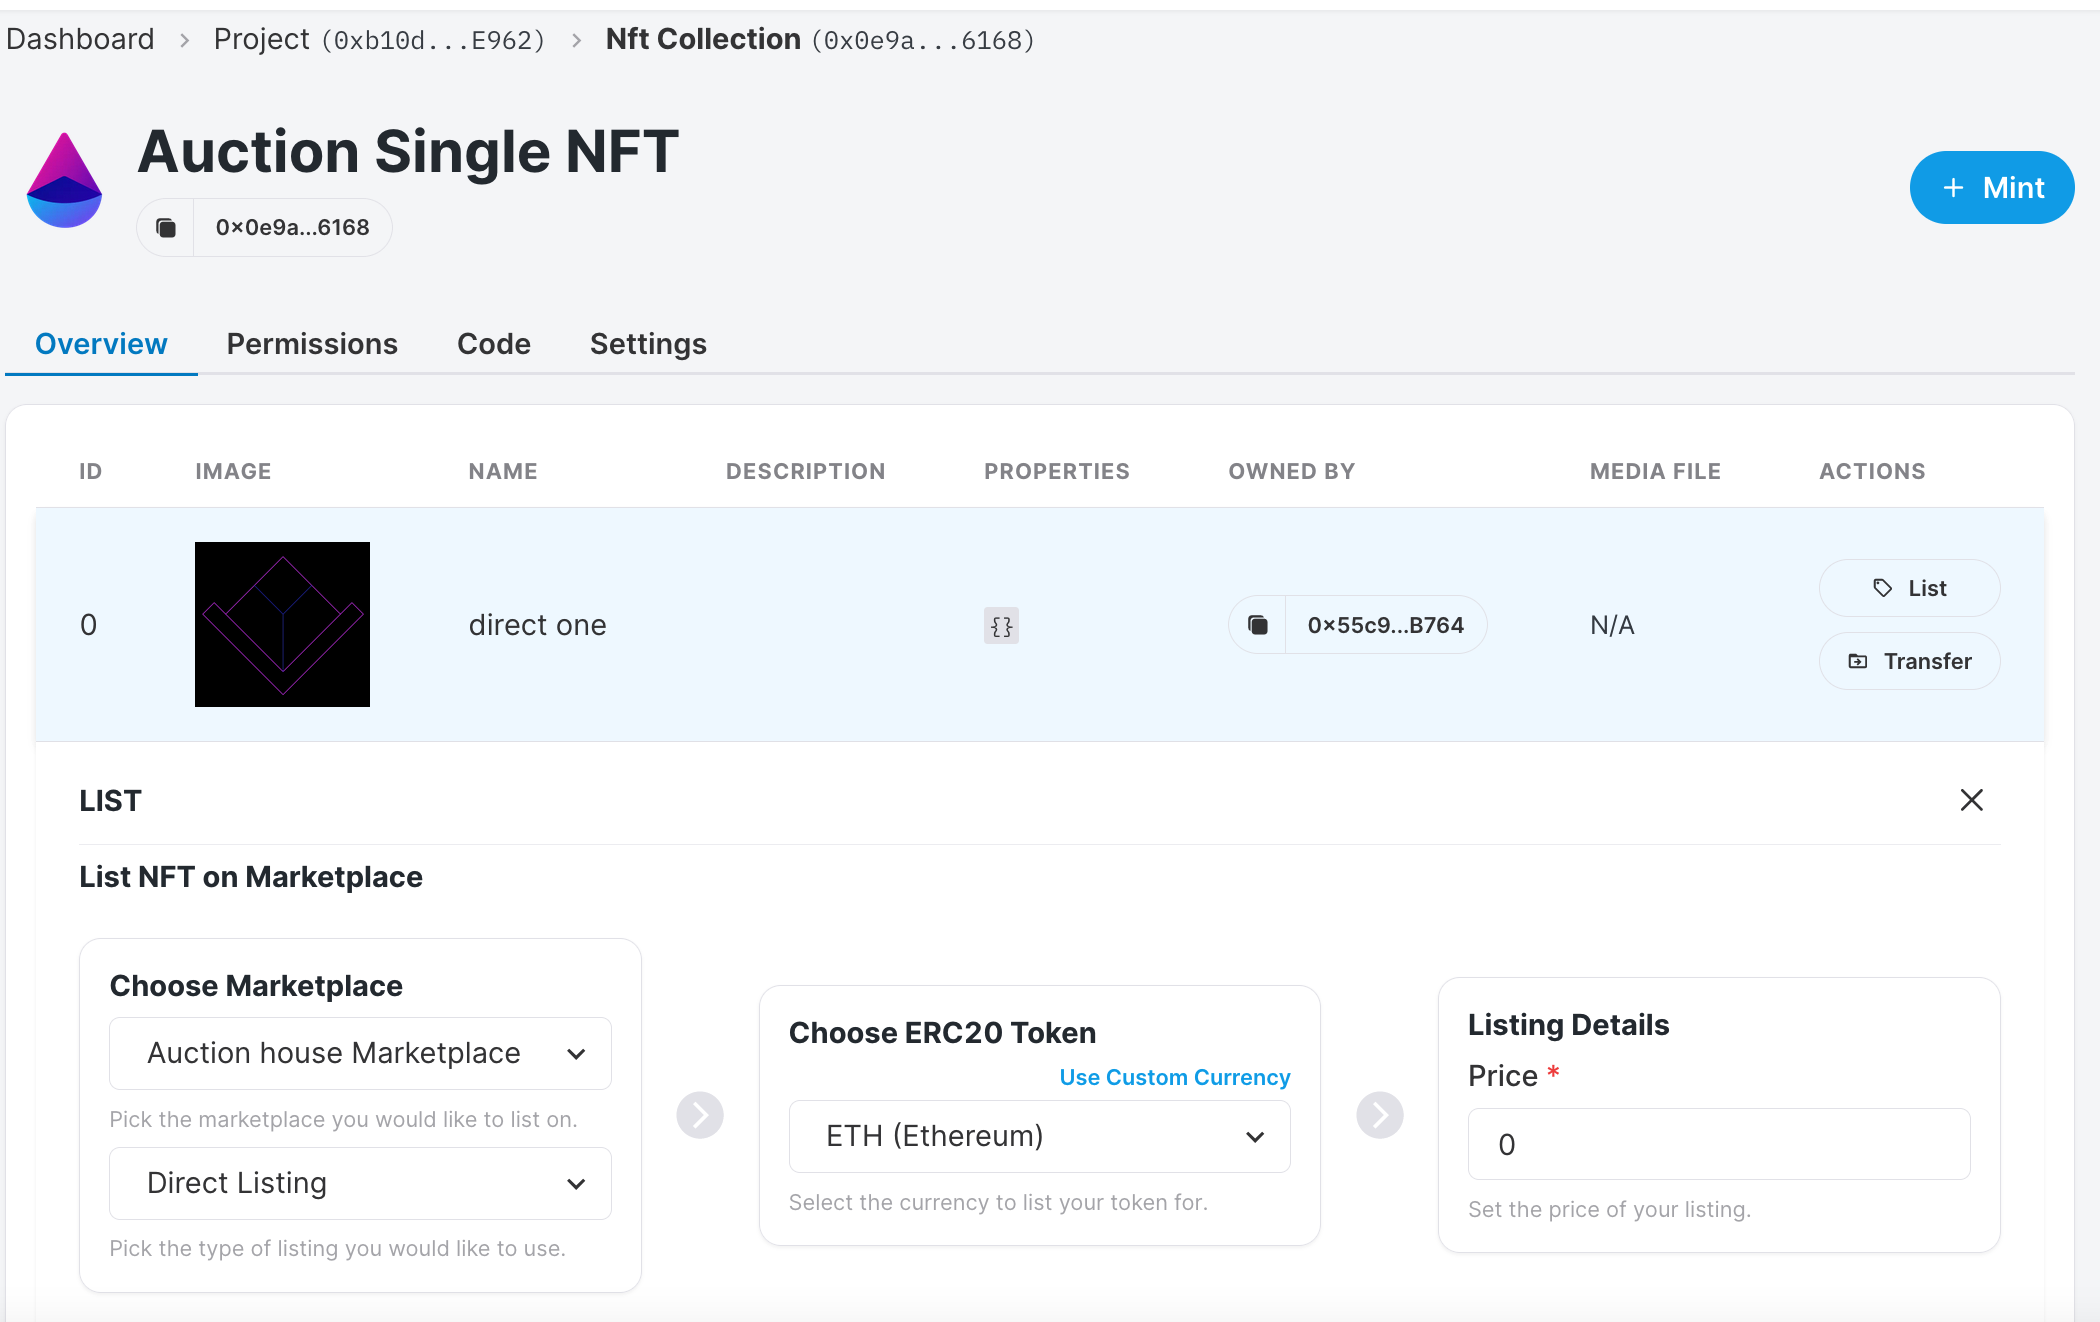 Dashboard > Project (0xb10d...E962) > Nft Collection (0x0e9a...6168)
Auction Single NFT
0x0e9a...6168
+ Mint
Overview Permissions Code Settings
ID IMAGE NAME DESCRIPTION PROPERTIES OWNED BY MEDIA FILE ACTIONS
List
0 direct one {} 0x55c9...B764 N/A
Transfer
LIST
List NFT on Marketplace
Choose Marketplace
Auction house Marketplace
Pick the marketplace you would like to list on.
Direct Listing
Pick the type of listing you would like to use.
Choose ERC20 Token
Use Custom Currency
ETH (Ethereum)
Select the currency to list your token for.
Listing Details
Price *
0
Set the price of your listing.